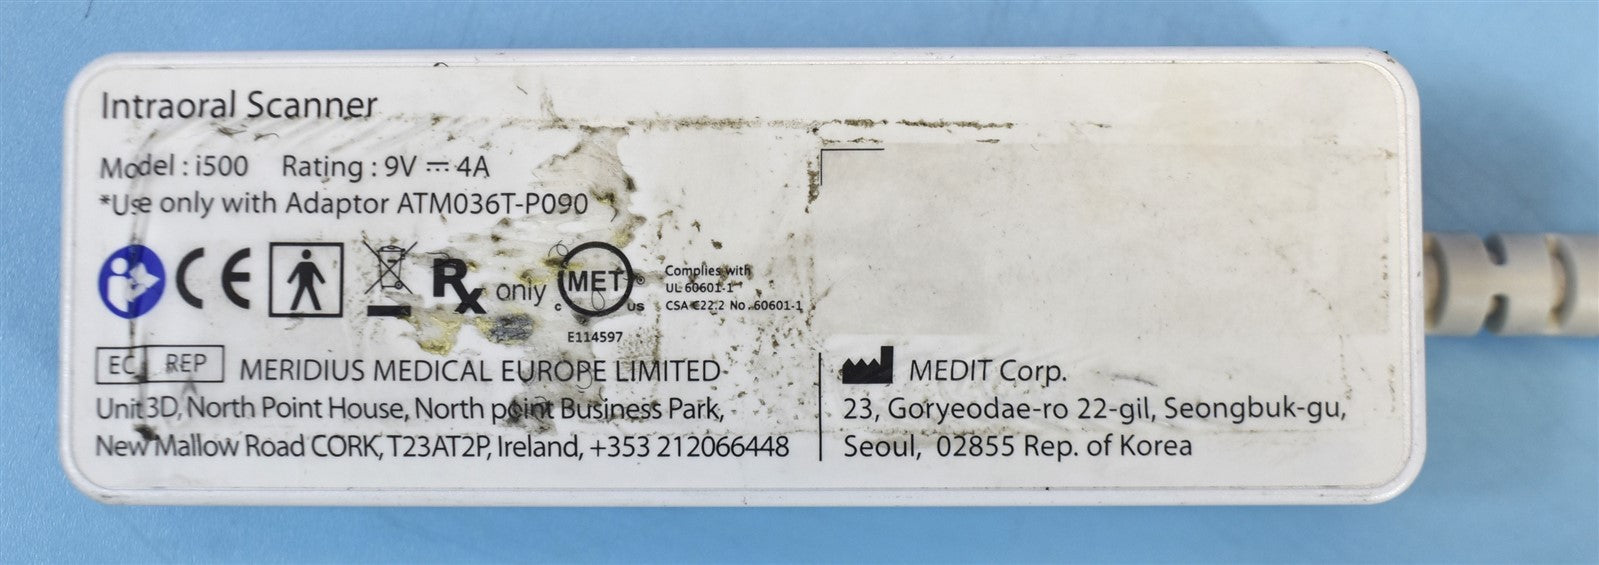 Intraoral Scanner
Model : i500 Rating : 9V ⎓ 4A
*Use only with Adaptor ATM036T-P090
CE
Rx only
MET
c us
E114597
Complies with
UL 60601-1
CSA C22.2 No. 60601-1
EC REP MERIDIUS MEDICAL EUROPE LIMITED
Unit 3D, North Point House, North point Business Park,
New Mallow Road CORK, T23AT2P, Ireland, +353 212066448
MEDIT Corp.
23, Goryeodae-ro 22-gil, Seongbuk-gu,
Seoul, 02855 Rep. of Korea